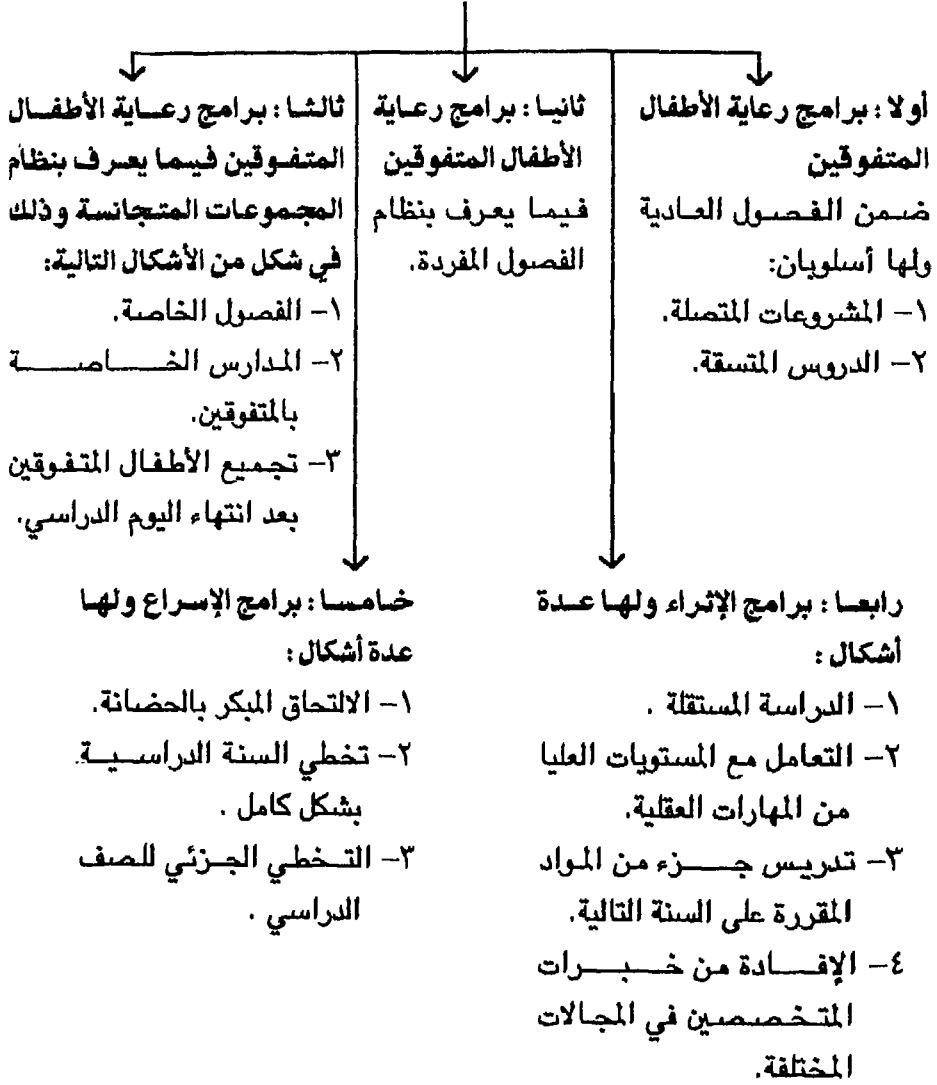 أولا : برامج رعاية الأطفال
المتفوقين
ضمن الفصول العادية
ولها أسلوبان:
١- المشروعات المتصلة.
٢- الدروس المتسقة.
ثانيا : برامج رعاية
الأطفال المتفوقين
فيما يعرف بنظام
الفصول المفردة.
ثالثا : برامج رعاية الأطفال
المتفوقين فيما يعرف بنظام
المجموعات المتجانسة وذلك
في شكل من الأشكال التالية:
١- الفصول الخاصة.
٢- المدارس الخاصة
بالمتفوقين.
٣- تجميع الأطفال المتفوقين
بعد انتهاء اليوم الدراسي.
رابعا : برامج الإثراء ولها عدة
أشكال :
١- الدراسة المستقلة .
٢- التعامل مع المستويات العليا
من المهارات العقلية.
٣- تدريس جزء من المواد
المقررة على السنة التالية.
٤- الإفادة من خبرات
المتخصصين في المجالات
المختلفة.
خامسا : برامج الإسراع ولها
عدة أشكال :
١- الالتحاق المبكر بالحضانة.
٢- تخطي السنة الدراسية
بشكل كامل .
٣- التخطي الجزئي للصف
الدراسي .